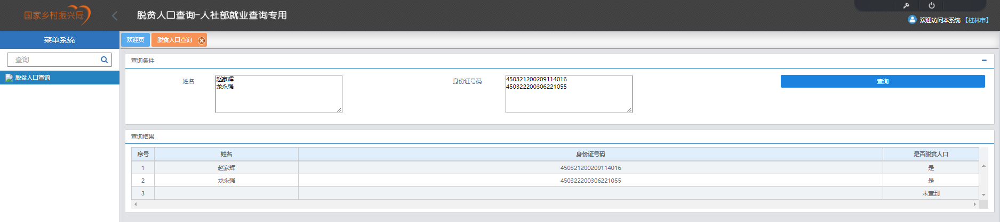 国家乡村振兴局
脱贫人口查询-人社部就业查询专用
欢迎访问本系统 【桂林市】
菜单系统
欢迎页 脱贫人口查询
查询
脱贫人口查询
查询条件
姓名
赵家辉
龙永强
身份证号码
450321200209114016
450322200306221055
查询
查询结果
序号 姓名 身份证号码 是否脱贫人口
1 赵家辉 450321200209114016 是
2 龙永强 450322200306221055 是
3 未查到